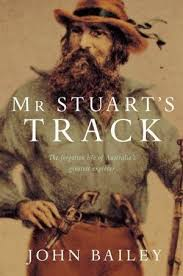 MR STUART'S
TRACK
The forgotten life of Australia's
greatest explorer
JOHN BAILEY